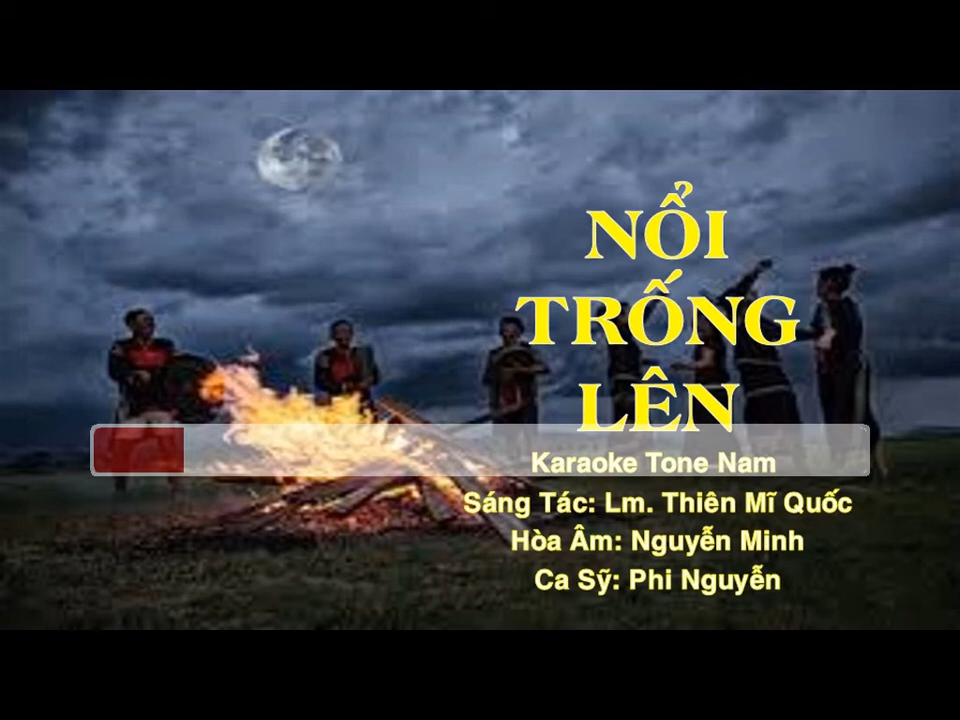 NỔI
TRỐNG
LÊN
Karaoke Tone Nam
Sáng Tác: Lm. Thiên Mĩ Quốc
Hòa Âm: Nguyễn Minh
Ca Sỹ: Phi Nguyễn